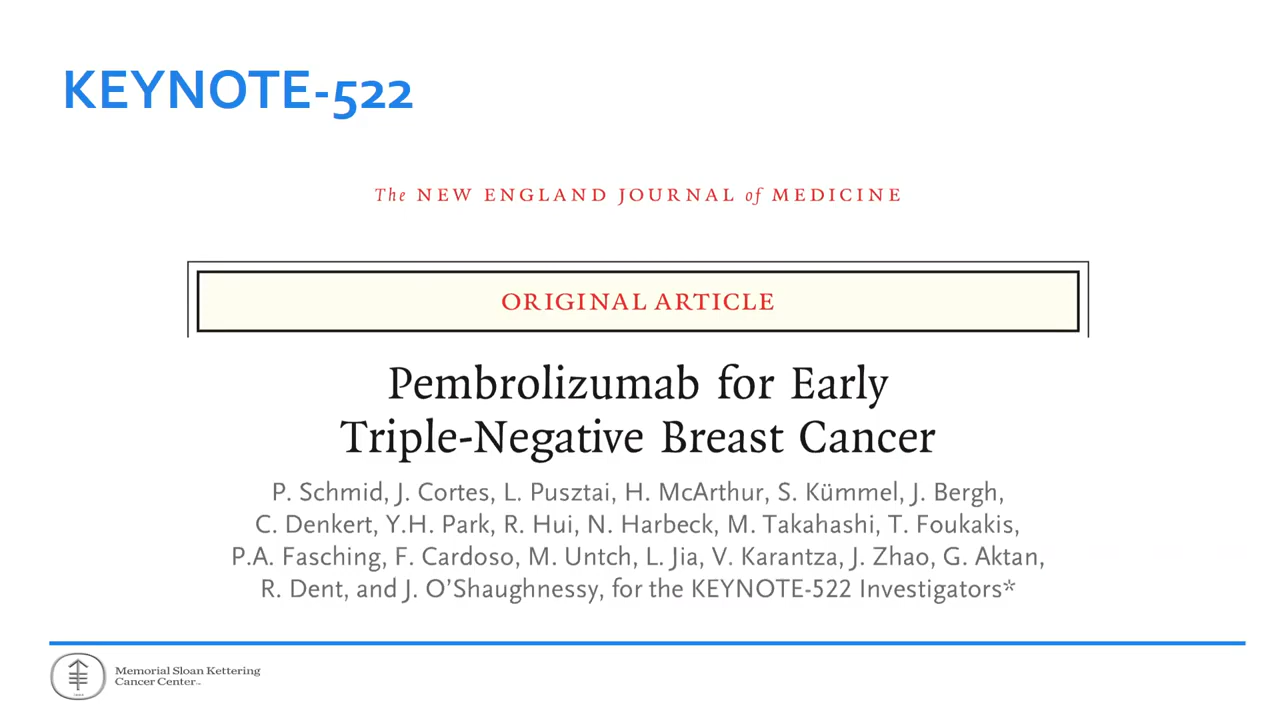 KEYNOTE-522
The NEW ENGLAND JOURNAL of MEDICINE
ORIGINAL ARTICLE
Pembrolizumab for Early
Triple-Negative Breast Cancer
P. Schmid, J. Cortes, L. Pusztai, H. McArthur, S. Kümmel, J. Bergh,
C. Denkert, Y.H. Park, R. Hui, N. Harbeck, M. Takahashi, T. Foukakis,
P.A. Fasching, F. Cardoso, M. Untch, L. Jia, V. Karantza, J. Zhao, G. Aktan,
R. Dent, and J. O’Shaughnessy, for the KEYNOTE-522 Investigators*
Memorial Sloan Kettering
Cancer Center